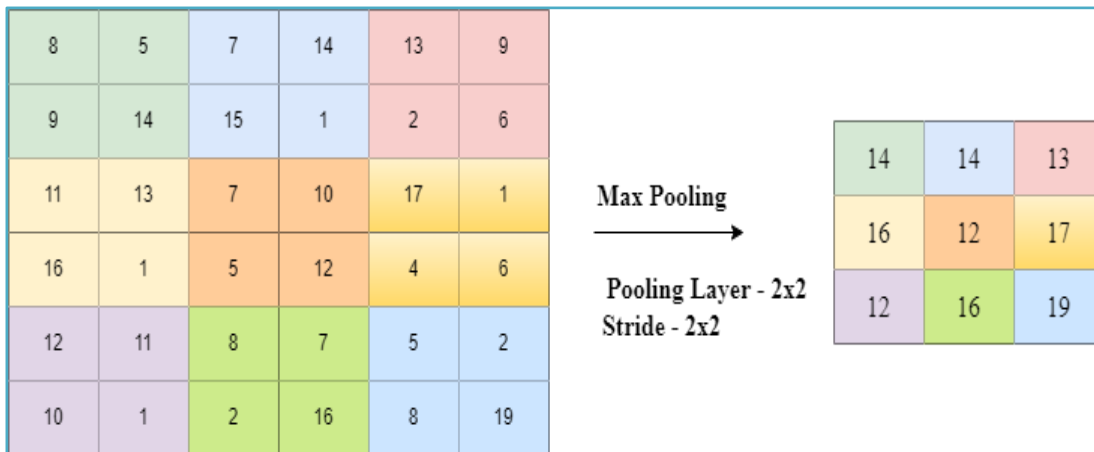 8 5 7 14 13 9
9 14 15 1 2 6
11 13 7 10 17 1
16 1 5 12 4 6
12 11 8 7 5 2
10 1 2 16 8 19
Max Pooling
Pooling Layer - 2x2
Stride - 2x2
14 14 13
16 12 17
12 16 19